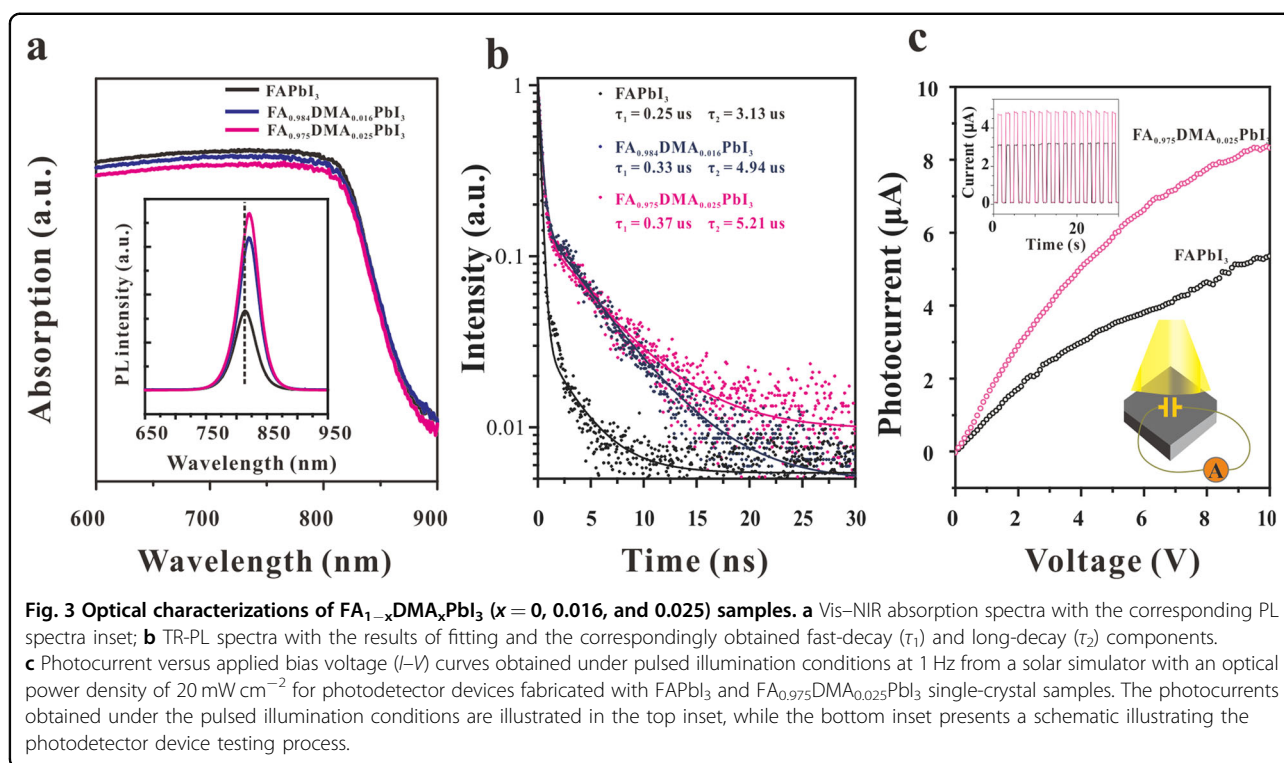 a
Absorption (a.u.)
FAPbI₃
FA₀.₉₈₄DMA₀.₀₁₆PbI₃
FA₀.₉₇₅DMA₀.₀₂₅PbI₃
PL intensity (a.u.)
650 750 850 950
Wavelength (nm)
600 700 800 900
Wavelength (nm)
b
Intensity (a.u.)
1
0.1
0.01
FAPbI₃
τ₁ = 0.25 us τ₂ = 3.13 us
FA₀.₉₈₄DMA₀.₀₁₆PbI₃
τ₁ = 0.33 us τ₂ = 4.94 us
FA₀.₉₇₅DMA₀.₀₂₅PbI₃
τ₁ = 0.37 us τ₂ = 5.21 us
0 5 10 15 20 25 30
Time (ns)
c
Photocurrent (μA)
10
8
6
4
2
0
Current (μA)
4
2
0
0 20
Time (s)
FA₀.₉₇₅DMA₀.₀₂₅PbI₃
FAPbI₃
A
0 2 4 6 8 10
Voltage (V)
Fig. 3 Optical characterizations of FA₁₋ₓDMAₓPbI₃ (x = 0, 0.016, and 0.025) samples. a Vis–NIR absorption spectra with the corresponding PL
spectra inset; b TR-PL spectra with the results of fitting and the correspondingly obtained fast-decay (τ₁) and long-decay (τ₂) components.
c Photocurrent versus applied bias voltage (I–V) curves obtained under pulsed illumination conditions at 1 Hz from a solar simulator with an optical
power density of 20 mW cm⁻² for photodetector devices fabricated with FAPbI₃ and FA₀.₉₇₅DMA₀.₀₂₅PbI₃ single-crystal samples. The photocurrents
obtained under the pulsed illumination conditions are illustrated in the top inset, while the bottom inset presents a schematic illustrating the
photodetector device testing process.